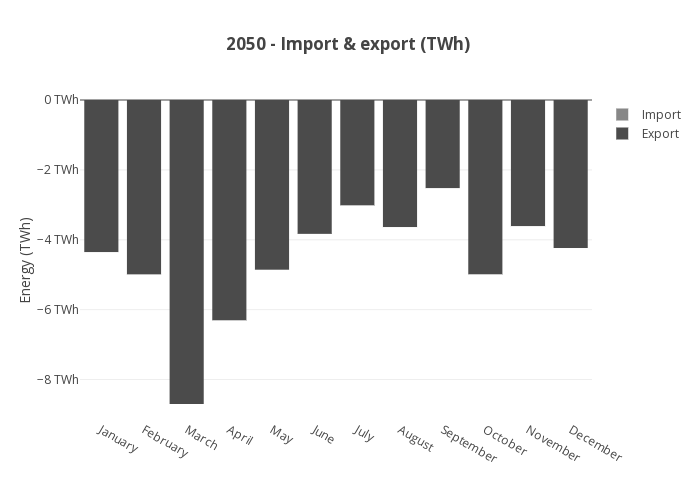 2050 - Import & export (TWh)
0 TWh
−2 TWh
−4 TWh
−6 TWh
−8 TWh
Energy (TWh)
January
February
March
April
May
June
July
August
September
October
November
December
Import
Export